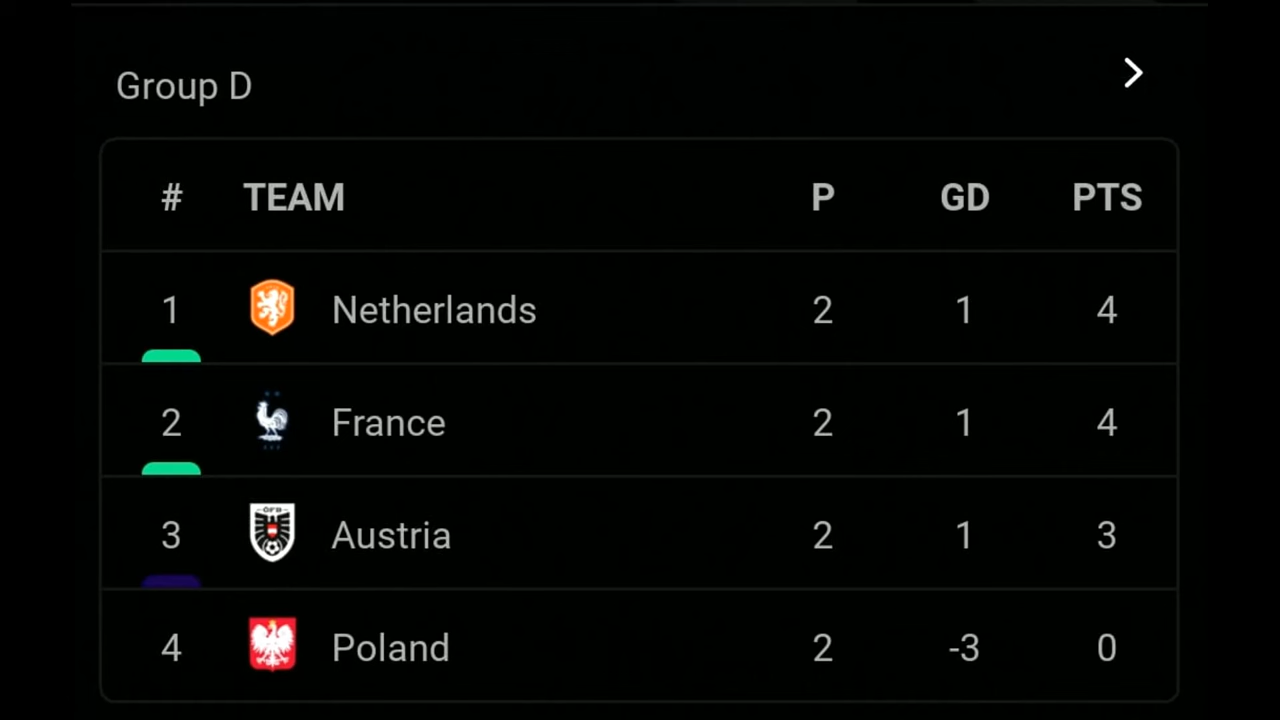 Group D
# TEAM P GD PTS
1 Netherlands 2 1 4
2 France 2 1 4
3 Austria 2 1 3
4 Poland 2 -3 0